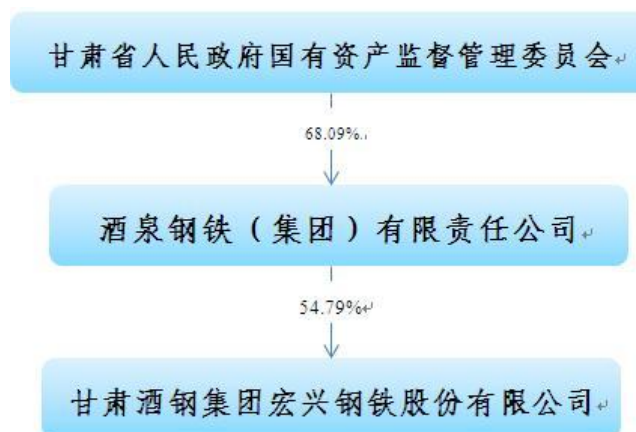 甘肃省人民政府国有资产监督管理委员会
68.09%
酒泉钢铁（集团）有限责任公司
54.79%
甘肃酒钢集团宏兴钢铁股份有限公司